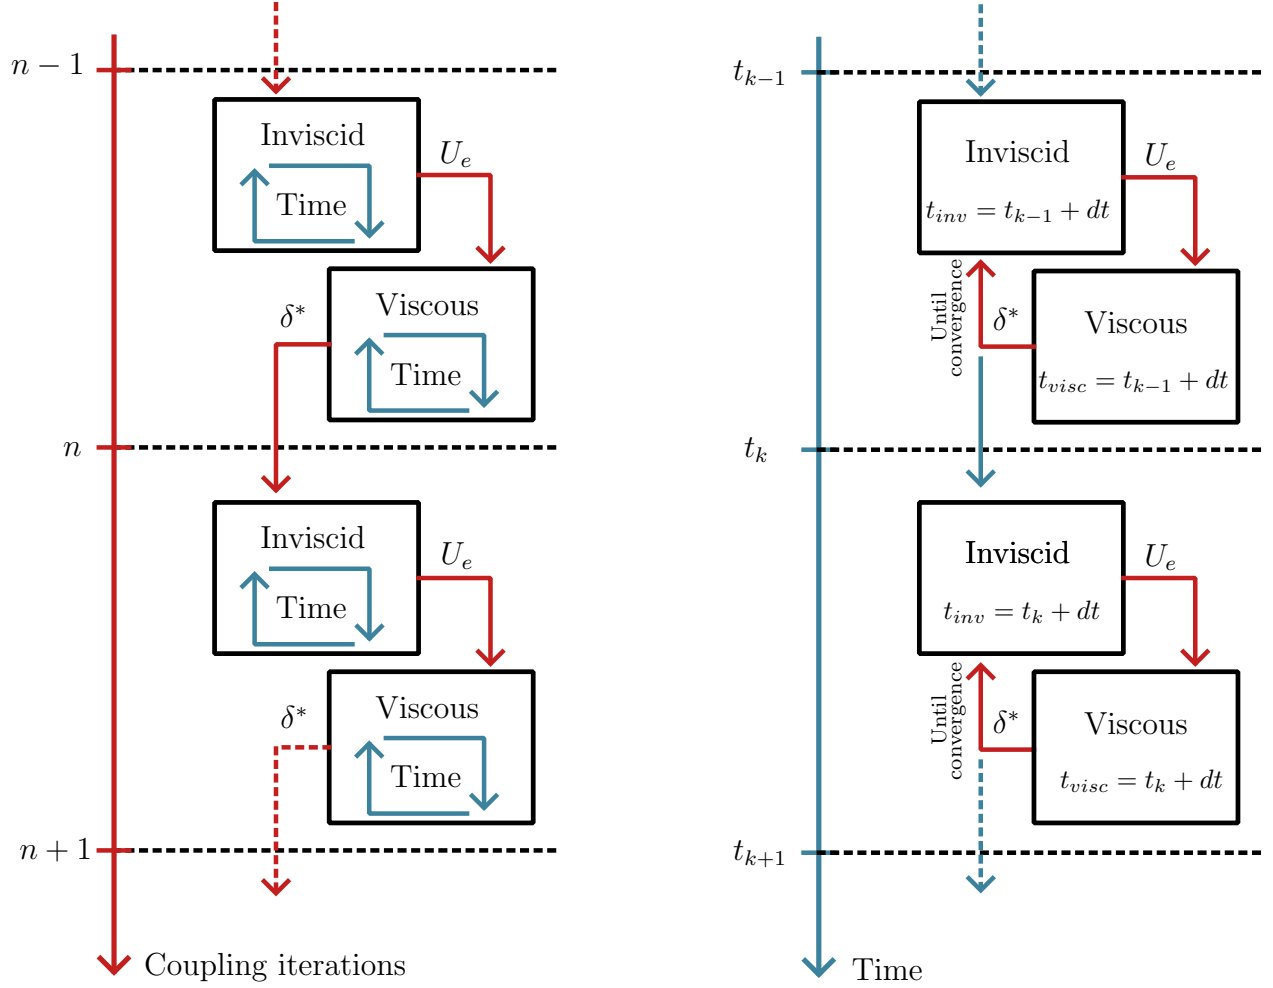 n − 1
Inviscid
Time
U_e
Viscous
Time
δ*
n
Inviscid
Time
U_e
Viscous
Time
δ*
n + 1
Coupling iterations
t_{k−1}
Inviscid
t_{inv} = t_{k−1} + dt
U_e
Until
convergence
δ*
Viscous
t_{visc} = t_{k−1} + dt
t_k
Inviscid
t_{inv} = t_k + dt
U_e
Until
convergence
δ*
Viscous
t_{visc} = t_k + dt
t_{k+1}
Time